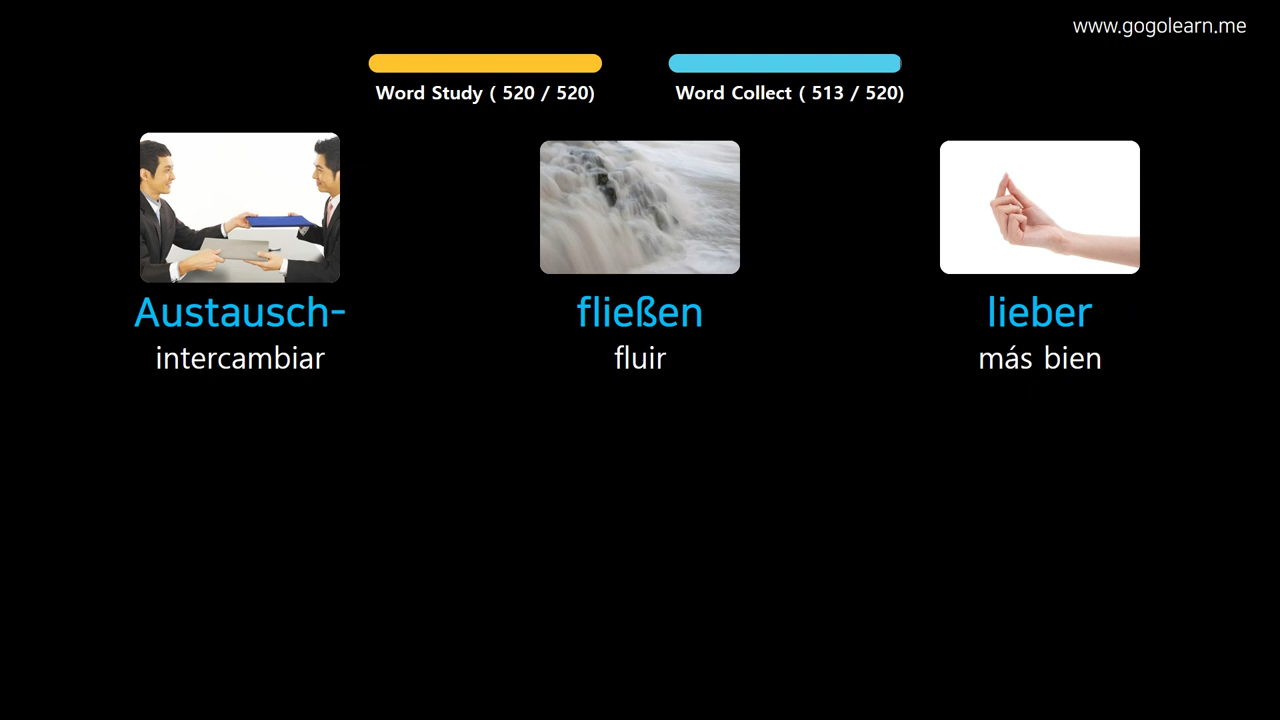 www.gogolearn.me
Word Study ( 520 / 520)
Word Collect ( 513 / 520)
Austausch-
intercambiar
fließen
fluir
lieber
más bien